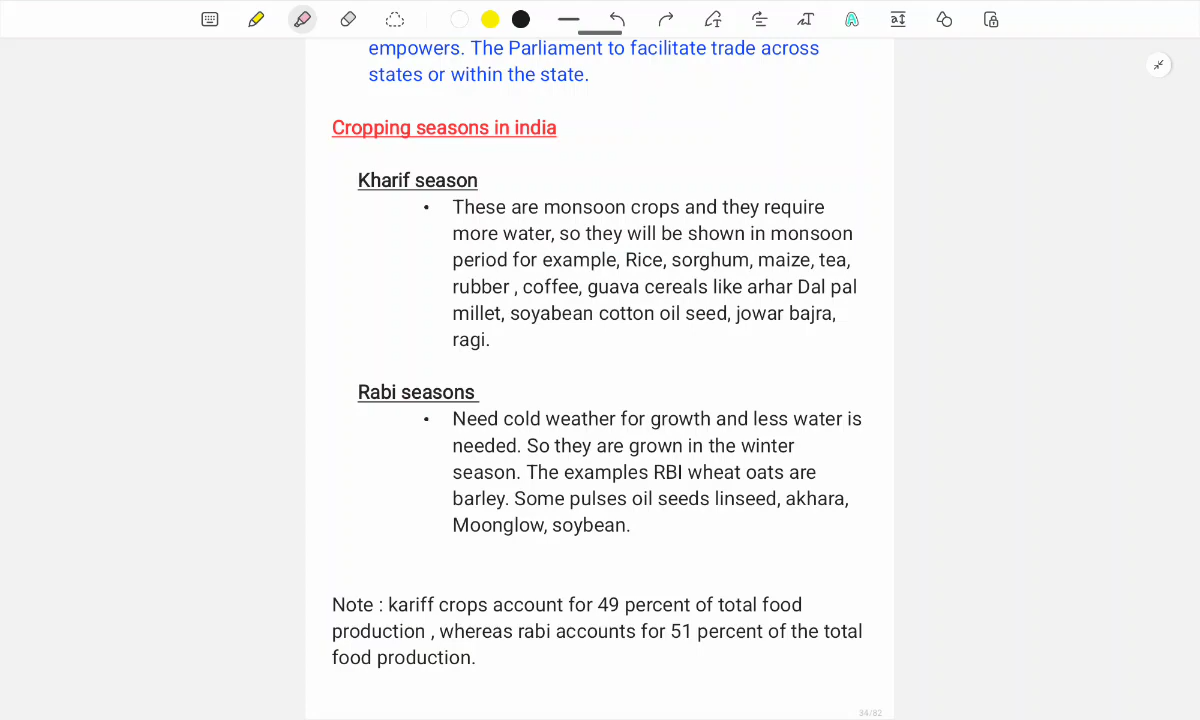 empowers. The Parliament to facilitate trade across
states or within the state.
Cropping seasons in india
Kharif season
• These are monsoon crops and they require
more water, so they will be shown in monsoon
period for example, Rice, sorghum, maize, tea,
rubber , coffee, guava cereals like arhar Dal pal
millet, soyabean cotton oil seed, jowar bajra,
ragi.
Rabi seasons
• Need cold weather for growth and less water is
needed. So they are grown in the winter
season. The examples RBI wheat oats are
barley. Some pulses oil seeds linseed, akhara,
Moonglow, soybean.
Note : kariff crops account for 49 percent of total food
production , whereas rabi accounts for 51 percent of the total
food production.
34/82